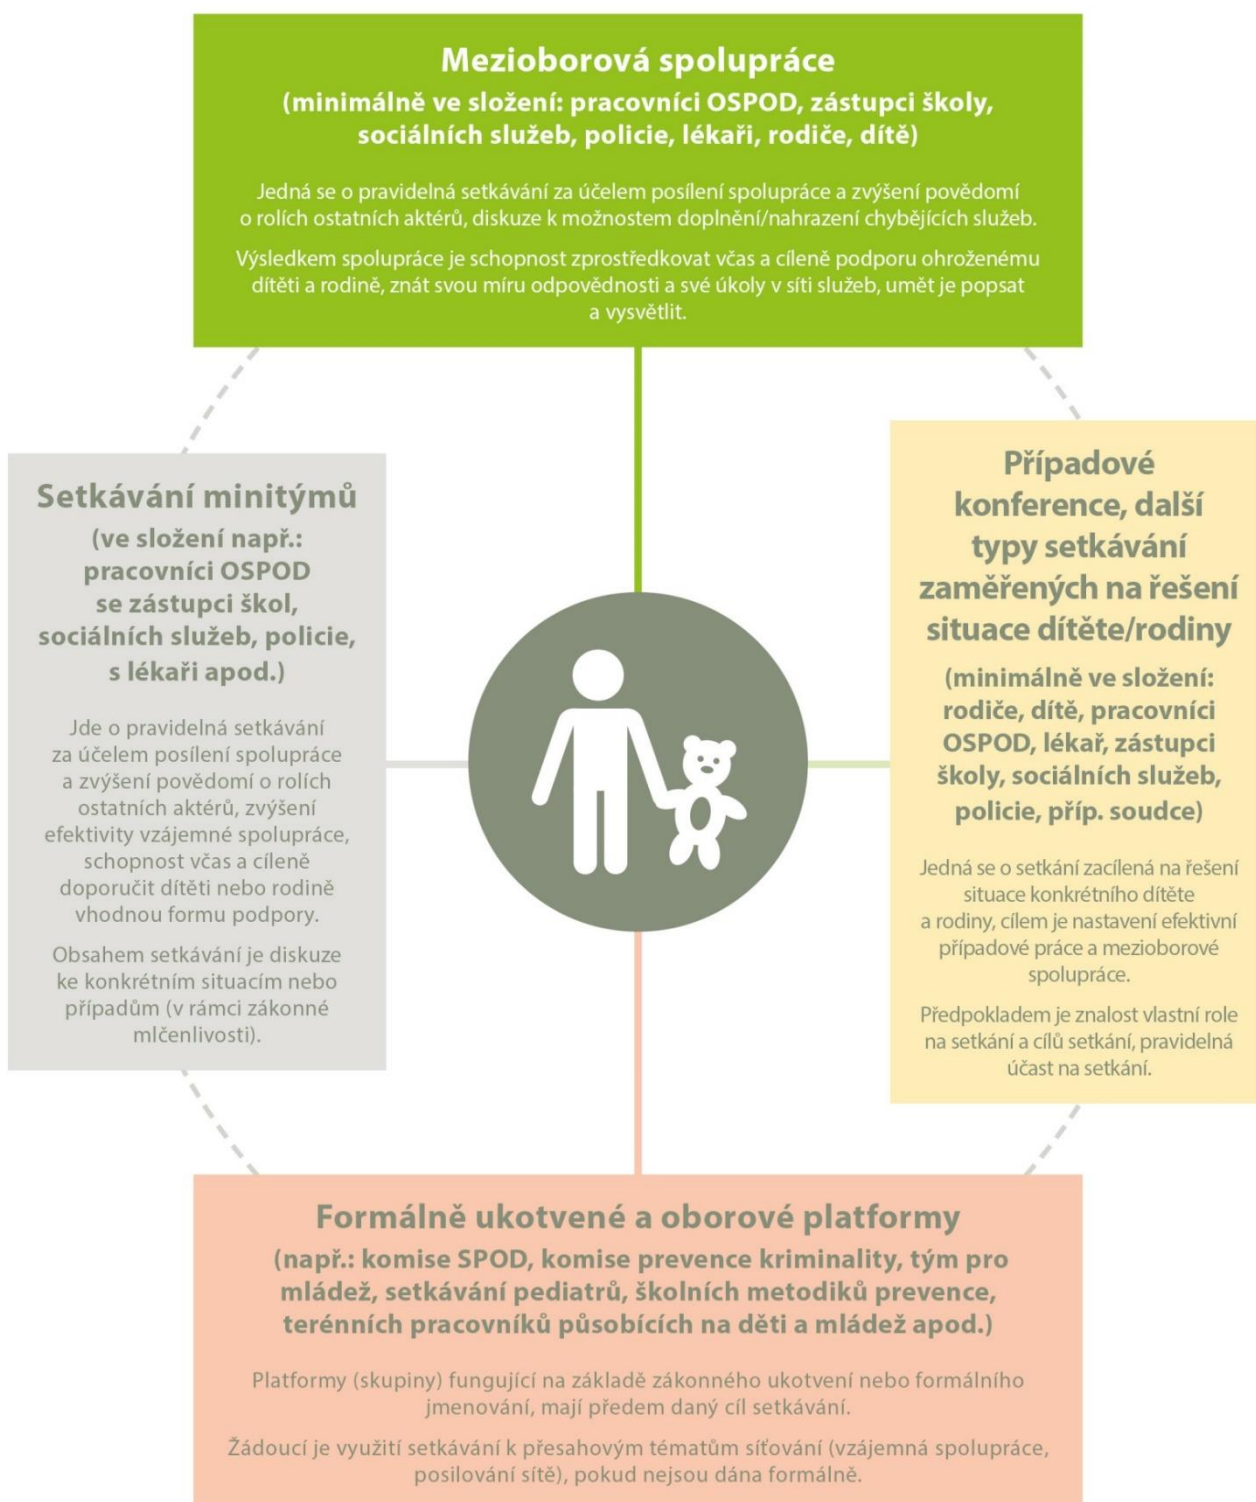 Mezioborová spolupráce
(minimálně ve složení: pracovníci OSPOD, zástupci školy,
sociálních služeb, policie, lékaři, rodiče, dítě)
Jedná se o pravidelná setkávání za účelem posílení spolupráce a zvýšení povědomí
o rolích ostatních aktérů, diskuze k možnostem doplnění/nahrazení chybějících služeb.
Výsledkem spolupráce je schopnost zprostředkovat včas a cíleně podporu ohroženému
dítěti a rodině, znát svou míru odpovědnosti a své úkoly v síti služeb, umět je popsat
a vysvětlit.
Setkávání minitýmů
(ve složení např.:
pracovníci OSPOD
se zástupci škol,
sociálních služeb, policie,
s lékaři apod.)
Jde o pravidelná setkávání
za účelem posílení spolupráce
a zvýšení povědomí o rolích
ostatních aktérů, zvýšení
efektivity vzájemné spolupráce,
schopnost včas a cíleně
doporučit dítěti nebo rodině
vhodnou formu podpory.
Obsahem setkávání je diskuze
ke konkrétním situacím nebo
případům (v rámci zákonné
mlčenlivosti).
Případové
konference, další
typy setkávání
zaměřených na řešení
situace dítěte/rodiny
(minimálně ve složení:
rodiče, dítě, pracovníci
OSPOD, lékař, zástupci
školy, sociálních služeb,
policie, příp. soudce)
Jedná se o setkání zacílená na řešení
situace konkrétního dítěte
a rodiny, cílem je nastavení efektivní
případové práce a mezioborové
spolupráce.
Předpokladem je znalost vlastní role
na setkání a cílů setkání, pravidelná
účast na setkání.
Formálně ukotvené a oborové platformy
(např.: komise SPOD, komise prevence kriminality, tým pro
mládež, setkávání pediatrů, školních metodiků prevence,
terénních pracovníků působících na děti a mládež apod.)
Platformy (skupiny) fungující na základě zákonného ukotvení nebo formálního
jmenování, mají předem daný cíl setkávání.
Žádoucí je využití setkávání k přesahovým tématům síťování (vzájemná spolupráce,
posilování sítě), pokud nejsou dána formálně.